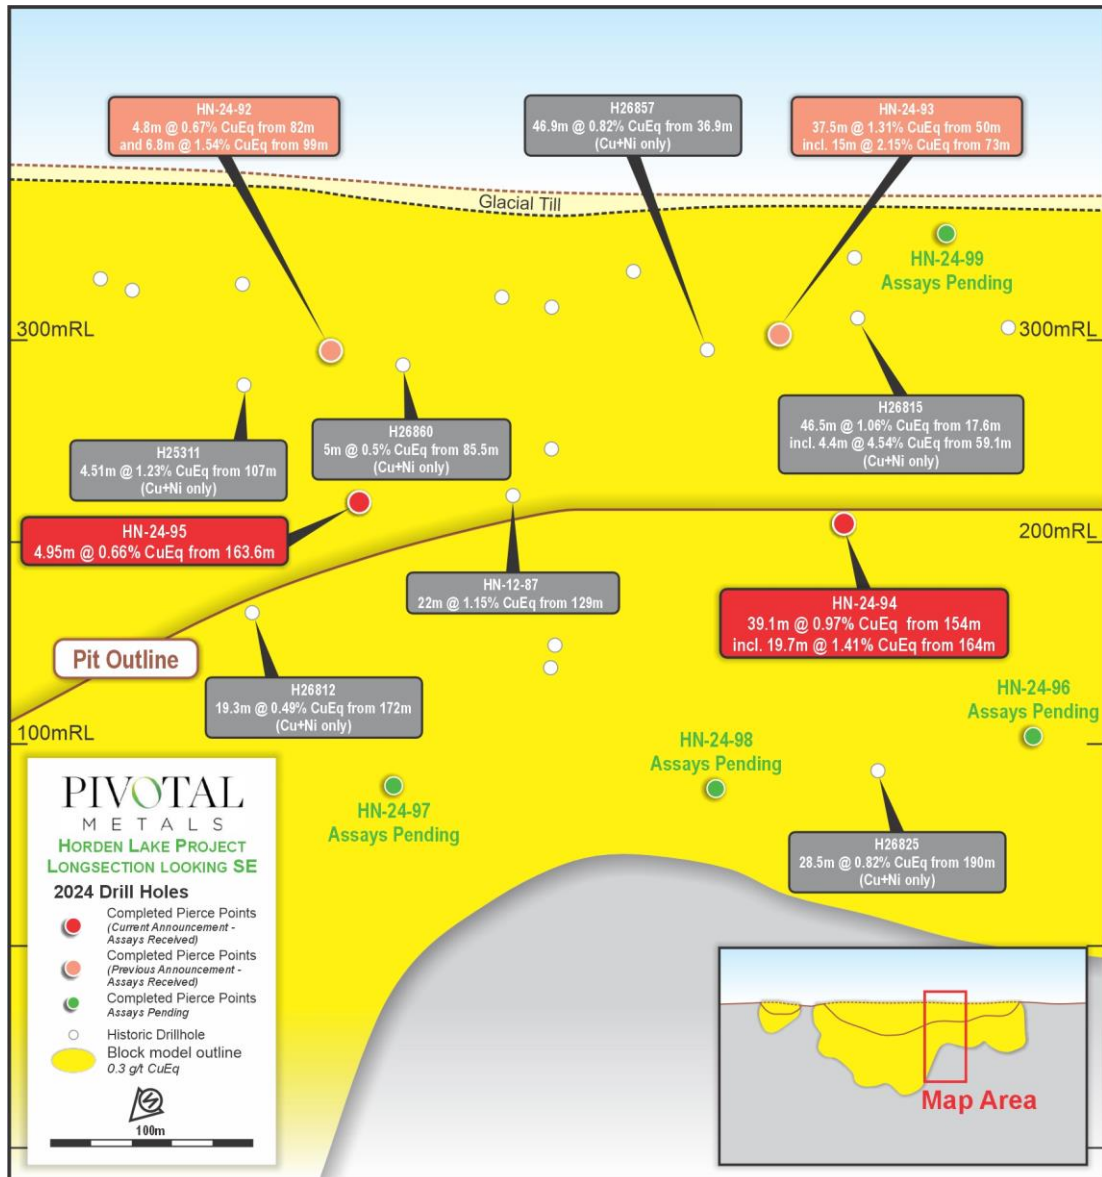 HN-24-92
4.8m @ 0.67% CuEq from 82m
and 6.8m @ 1.54% CuEq from 99m
H26857
46.9m @ 0.82% CuEq from 36.9m
(Cu+Ni only)
HN-24-93
37.5m @ 1.31% CuEq from 50m
incl. 15m @ 2.15% CuEq from 73m
Glacial Till
HN-24-99
Assays Pending
300mRL
300mRL
H25311
4.51m @ 1.23% CuEq from 107m
(Cu+Ni only)
H26860
5m @ 0.5% CuEq from 85.5m
(Cu+Ni only)
H26815
46.5m @ 1.06% CuEq from 17.6m
incl. 4.4m @ 4.54% CuEq from 59.1m
(Cu+Ni only)
HN-24-95
4.95m @ 0.66% CuEq from 163.6m
200mRL
HN-12-87
22m @ 1.15% CuEq from 129m
HN-24-94
39.1m @ 0.97% CuEq from 154m
incl. 19.7m @ 1.41% CuEq from 164m
Pit Outline
H26812
19.3m @ 0.49% CuEq from 172m
(Cu+Ni only)
HN-24-96
Assays Pending
100mRL
HN-24-98
Assays Pending
HN-24-97
Assays Pending
H26825
28.5m @ 0.82% CuEq from 190m
(Cu+Ni only)
PIVOTAL
METALS
HORDEN LAKE PROJECT
LONGSECTION LOOKING SE
2024 Drill Holes
Completed Pierce Points
(Current Announcement -
Assays Received)
Completed Pierce Points
(Previous Announcement -
Assays Received)
Completed Pierce Points
Assays Pending
Historic Drillhole
Block model outline
0.3 g/t CuEq
N
100m
Map Area